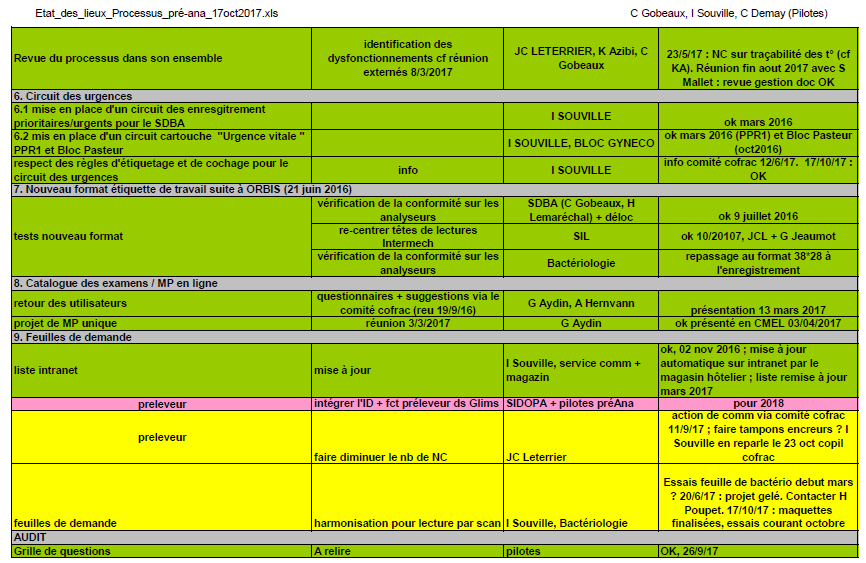 Etat_des_lieux_Processus_pré-ana_17oct2017.xls C Gobeaux, I Souville, C Demay (Pilotes)
Revue du processus dans son ensemble
identification des
dysfonctionnements cf réunion
externés 8/3/2017
JC LETERRIER, K Azibi, C
Gobeaux
23/5/17 : NC sur traçabilité des t° (cf
KA). Réunion fin aout 2017 avec S
Mallet : revue gestion doc OK
6. Circuit des urgences
6.1 mise en place d'un circuit des enresgitrement
prioritaires/urgents pour le SDBA
I SOUVILLE
ok mars 2016
6.2 mis en place d'un circuit cartouche "Urgence vitale "
PPR1 et Bloc Pasteur
I SOUVILLE, BLOC GYNECO
ok mars 2016 (PPR1) et Bloc Pasteur
(oct2016)
respect des règles d'étiquetage et de cochage pour le
circuit des urgences
info
I SOUVILLE
info comité cofrac 12/6/17. 17/10/17 :
OK
7. Nouveau format étiquette de travail suite à ORBIS (21 juin 2016)
tests nouveau format
vérification de la conformité sur les
analyseurs
SDBA (C Gobeaux, H
Lemaréchal) + déloc
ok 9 juillet 2016
re-centrer têtes de lectures
Intermech
SIL
ok 10/20107, JCL + G Jeaumot
vérification de la conformité sur les
analyseurs
Bactériologie
repassage au format 38*28 à
l'enregistrement
8. Catalogue des examens / MP en ligne
retour des utilisateurs
questionnaires + suggestions via le
comité cofrac (reu 19/9/16)
G Aydin, A Hernvann
présentation 13 mars 2017
projet de MP unique
réunion 3/3/2017
G Aydin
ok présenté en CMEL 03/04/2017
9. Feuilles de demande
liste intranet
mise à jour
I Souville, service comm +
magazin
ok, 02 nov 2016 ; mise à jour
automatique sur intranet par le
magasin hôtelier ; liste remise à jour
mars 2017
preleveur
intégrer l'ID + fct préleveur ds Glims
SIDOPA + pilotes préAna
pour 2018
preleveur
faire diminuer le nb de NC
JC Leterrier
action de comm via comité cofrac
11/9/17 ; faire tampons encreurs ? I
Souville en reparle le 23 oct copil
cofrac
feuilles de demande
harmonisation pour lecture par scan
I Souville, Bactériologie
Essais feuille de bactério debut mars
? 20/6/17 : projet gelé. Contacter H
Poupet. 17/10/17 : maquettes
finalisées, essais courant octobre
AUDIT
Grille de questions
A relire
pilotes
OK, 26/9/17